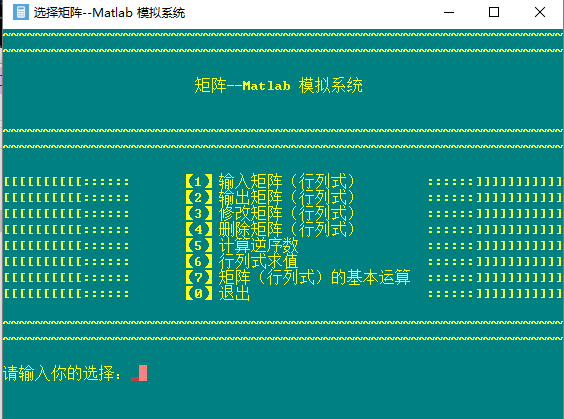 选择矩阵--Matlab 模拟系统
~~~~~~~~~~~~~~~~~~~~~~~~~~~~~~~~~~~~~~~~~~~~~~~~~~~~~~~~~~~~~~~~~~~~~~
~~~~~~~~~~~~~~~~~~~~~~~~~~~~~~~~~~~~~~~~~~~~~~~~~~~~~~~~~~~~~~~~~~~~~~
矩阵--Matlab 模拟系统
~~~~~~~~~~~~~~~~~~~~~~~~~~~~~~~~~~~~~~~~~~~~~~~~~~~~~~~~~~~~~~~~~~~~~~
~~~~~~~~~~~~~~~~~~~~~~~~~~~~~~~~~~~~~~~~~~~~~~~~~~~~~~~~~~~~~~~~~~~~~~
[[[[[[[[[[:::::: 【1】输入矩阵（行列式） ::::::]]]]]]]]]]]
[[[[[[[[[[:::::: 【2】输出矩阵（行列式） ::::::]]]]]]]]]]]
[[[[[[[[[[:::::: 【3】修改矩阵（行列式） ::::::]]]]]]]]]]]
[[[[[[[[[[:::::: 【4】删除矩阵（行列式） ::::::]]]]]]]]]]]
[[[[[[[[[[:::::: 【5】计算逆序数 ::::::]]]]]]]]]]]
[[[[[[[[[[:::::: 【6】行列式求值 ::::::]]]]]]]]]]]
[[[[[[[[[[:::::: 【7】矩阵（行列式）的基本运算 ::::::]]]]]]]]]]]
[[[[[[[[[[:::::: 【0】退出 ::::::]]]]]]]]]]]
~~~~~~~~~~~~~~~~~~~~~~~~~~~~~~~~~~~~~~~~~~~~~~~~~~~~~~~~~~~~~~~~~~~~~~
~~~~~~~~~~~~~~~~~~~~~~~~~~~~~~~~~~~~~~~~~~~~~~~~~~~~~~~~~~~~~~~~~~~~~~
请输入你的选择：_